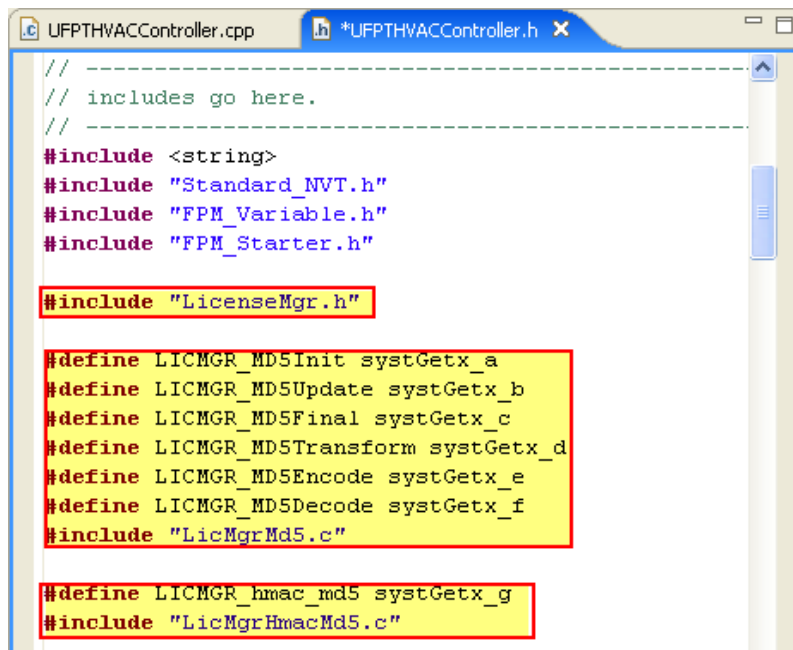 UFPTHVACController.cpp
*UFPTHVACController.h
// ------------------------------------------------
// includes go here.
// ------------------------------------------------
#include <string>
#include "Standard_NVT.h"
#include "FPM_Variable.h"
#include "FPM_Starter.h"
#include "LicenseMgr.h"
#define LICMGR_MD5Init systGetx_a
#define LICMGR_MD5Update systGetx_b
#define LICMGR_MD5Final systGetx_c
#define LICMGR_MD5Transform systGetx_d
#define LICMGR_MD5Encode systGetx_e
#define LICMGR_MD5Decode systGetx_f
#include "LicMgrMd5.c"
#define LICMGR_hmac_md5 systGetx_g
#include "LicMgrHmacMd5.c"